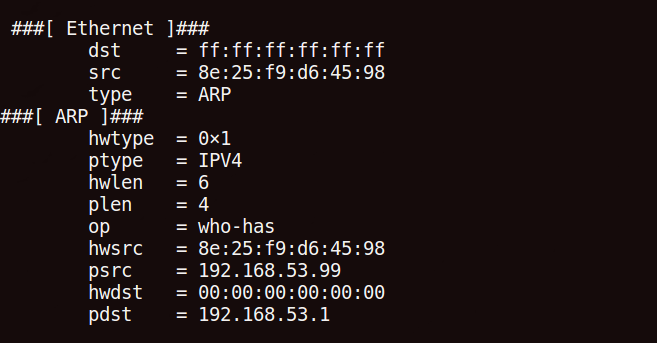 ###[ Ethernet ]###
dst = ff:ff:ff:ff:ff:ff
src = 8e:25:f9:d6:45:98
type = ARP
###[ ARP ]###
hwtype = 0×1
ptype = IPV4
hwlen = 6
plen = 4
op = who-has
hwsrc = 8e:25:f9:d6:45:98
psrc = 192.168.53.99
hwdst = 00:00:00:00:00:00
pdst = 192.168.53.1